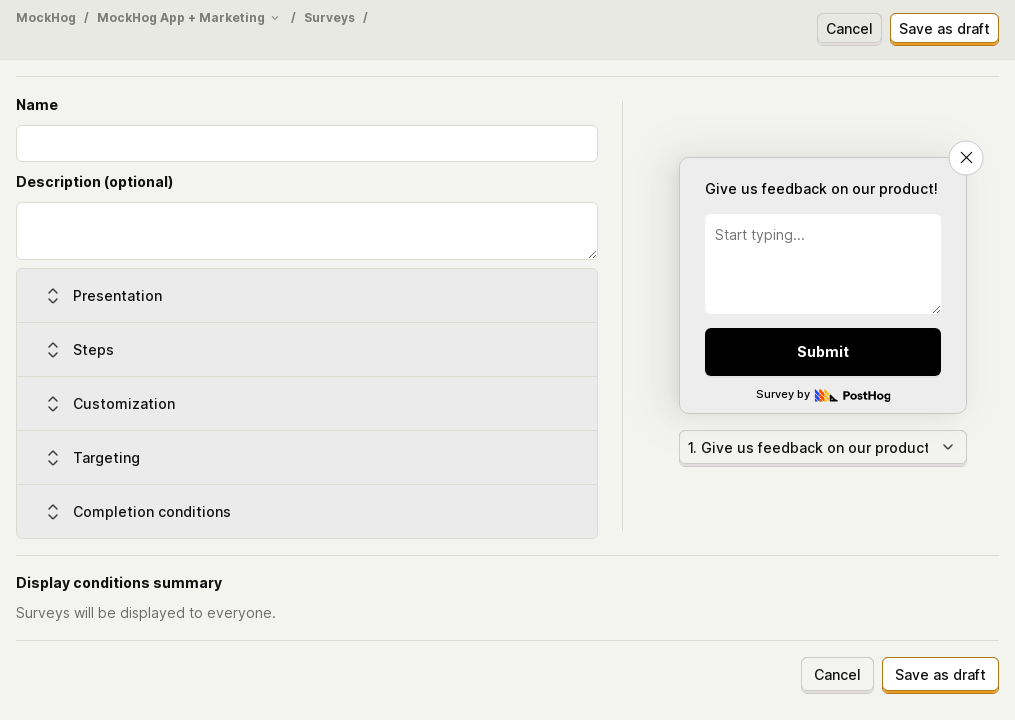 MockHog / MockHog App + Marketing / Surveys /
Cancel
Save as draft
Name
Description (optional)
Presentation
Steps
Customization
Targeting
Completion conditions
Give us feedback on our product!
Start typing...
Submit
Survey by PostHog
1. Give us feedback on our product
Display conditions summary
Surveys will be displayed to everyone.
Cancel
Save as draft